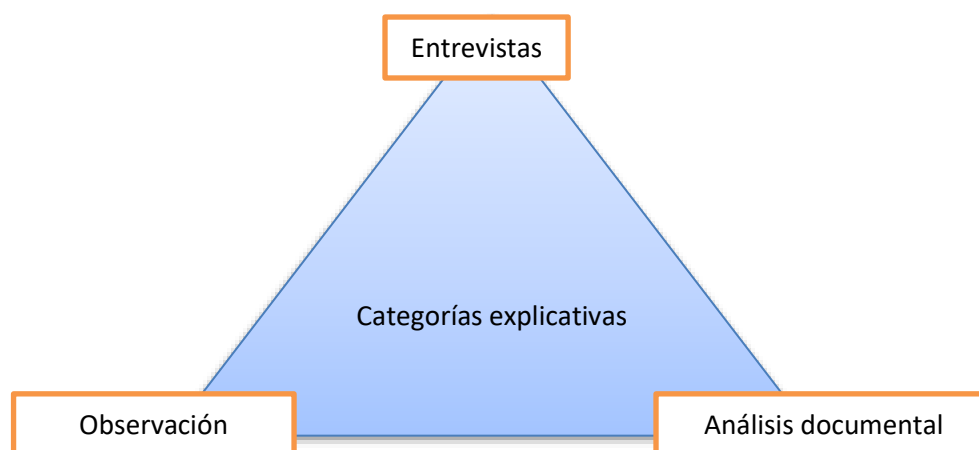 Entrevistas
Categorías explicativas
Observación
Análisis documental